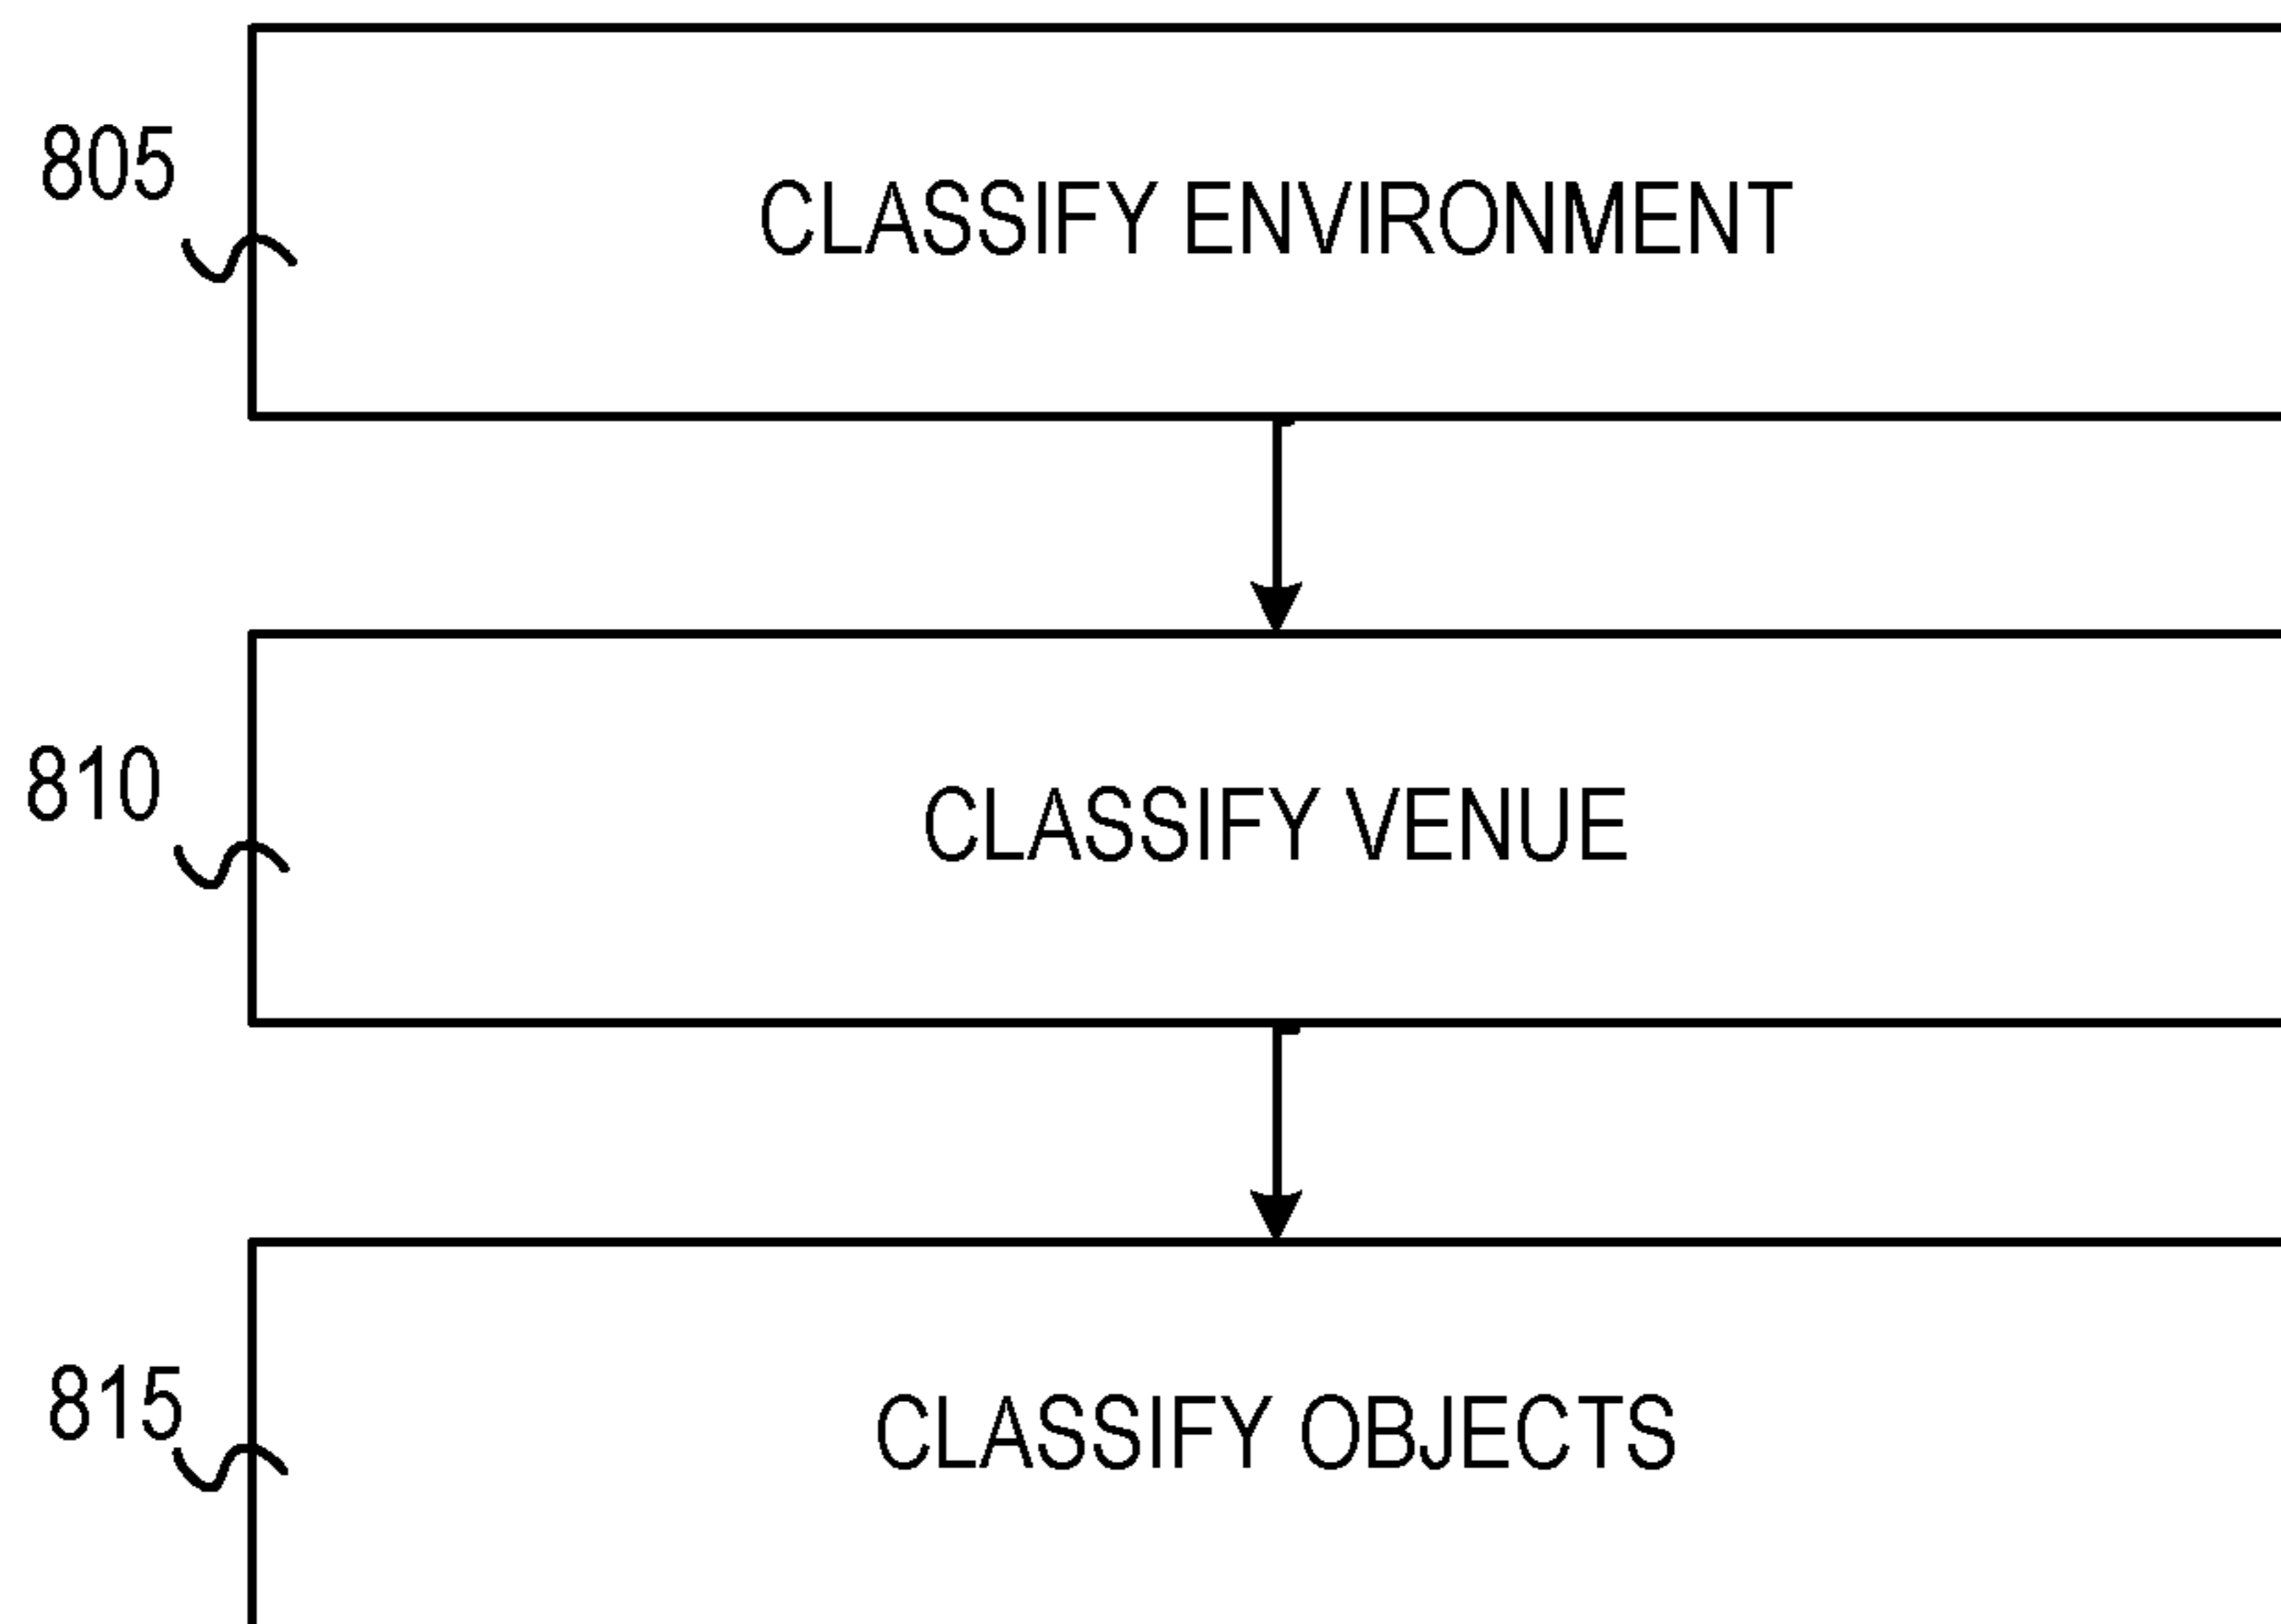 805
CLASSIFY ENVIRONMENT
810
CLASSIFY VENUE
815
CLASSIFY OBJECTS